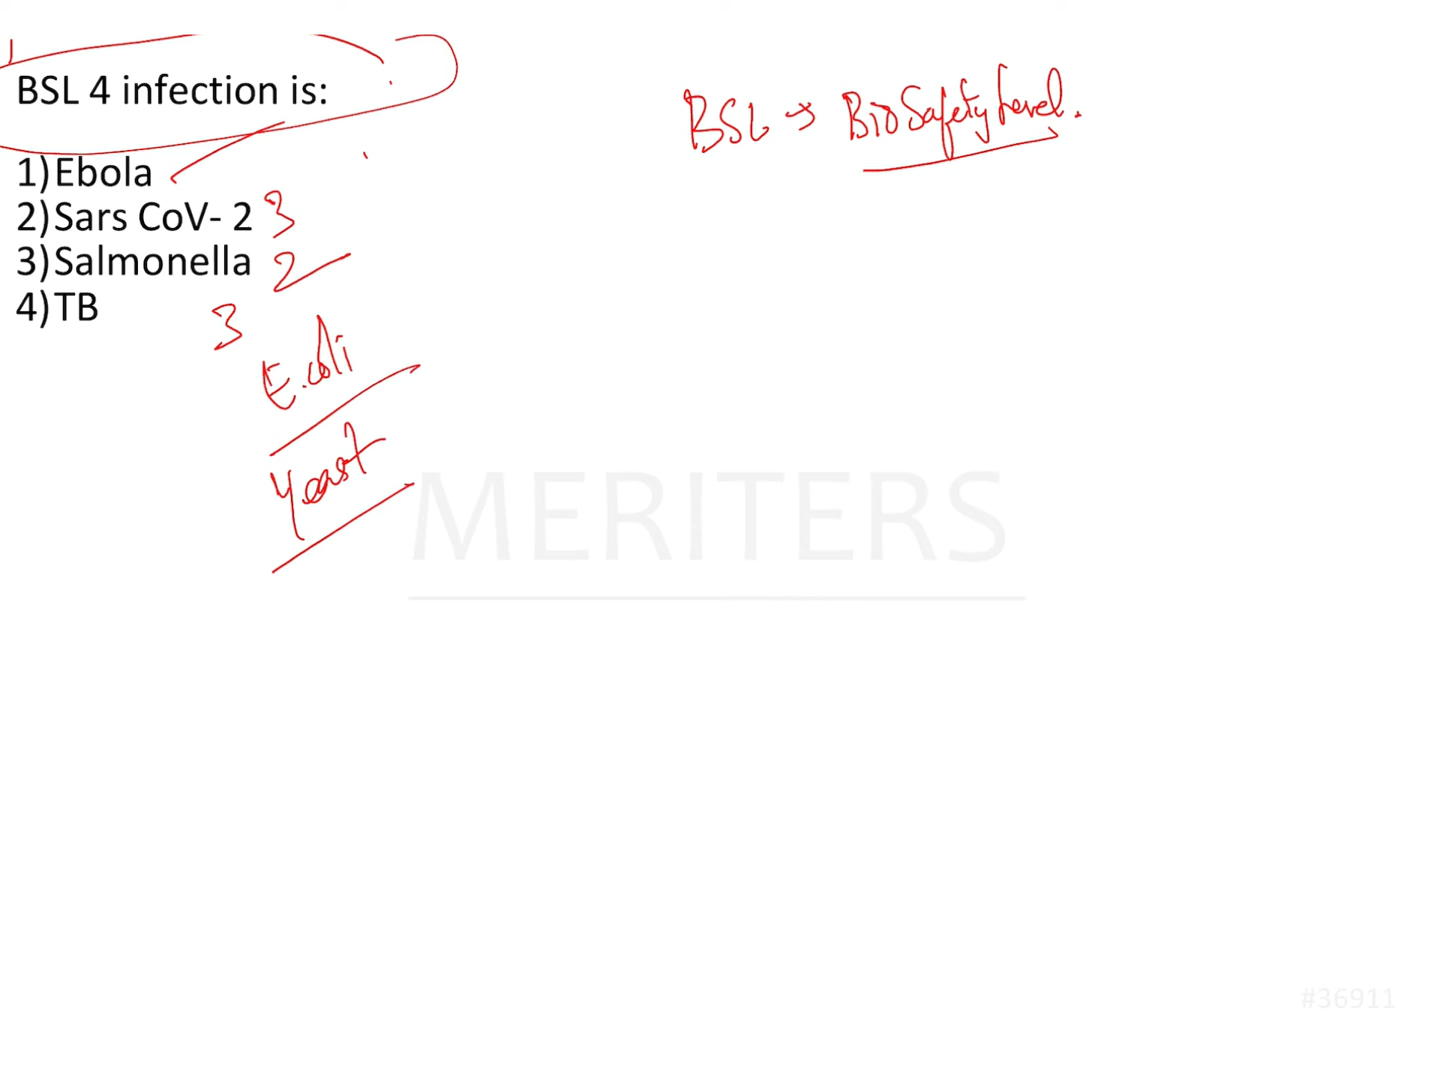 BSL 4 infection is:
BSL → BioSafety Level.
1)Ebola
2)Sars CoV- 2 3
3)Salmonella 2
4)TB 3
E.coli
Yeast
MERITERS
#36911